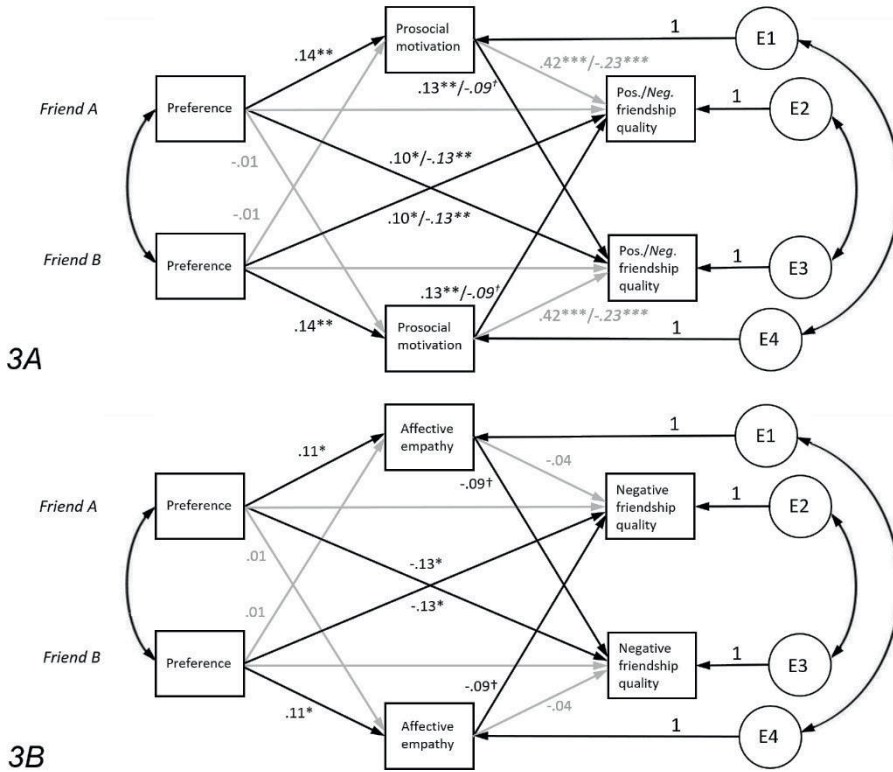 Prosocial
motivation
1
E1
.14**
.42***/-.23***
.13**/-.09†
Friend A
Preference
Pos./Neg.
friendship
quality
1
E2
-.01
.10*/-.13**
-.01
.10*/-.13**
Friend B
Preference
Pos./Neg.
friendship
quality
1
E3
.13**/-.09†
.42***/-.23***
.14**
Prosocial
motivation
1
E4
3A
Affective
empathy
1
E1
.11*
-.04
-.09†
Friend A
Preference
Negative
friendship
quality
1
E2
.01
-.13*
-.13*
.01
Friend B
Preference
Negative
friendship
quality
1
E3
-.09†
-.04
.11*
Affective
empathy
1
E4
3B